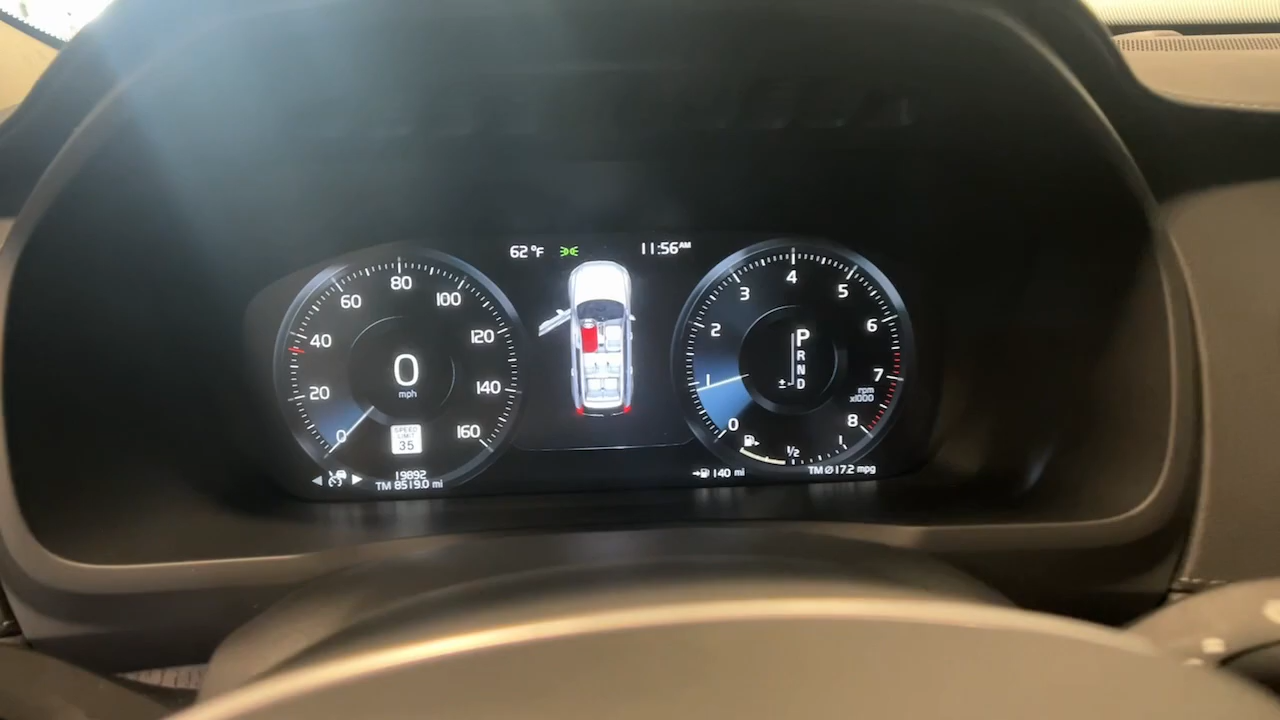 62 °F
11:56AM
0
20
40
60
80
100
120
140
160
0
mph
SPEED
LIMIT
35
19892
TM 8519.0 mi
0
1
2
3
4
5
6
7
8
rpm
x1000
P
R
N
D
±
1/2
1
140 mi
TM Ø 17.2 mpg